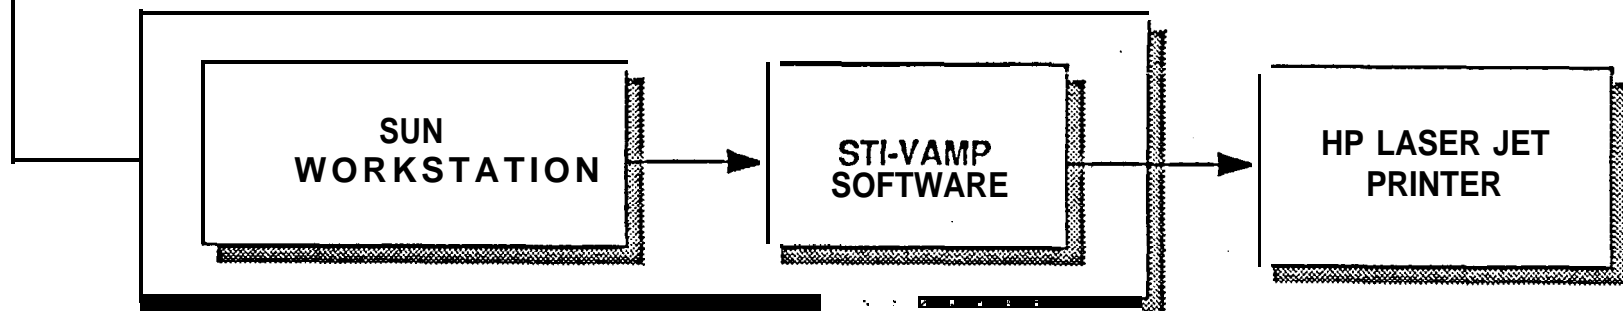 SUN
WORKSTATION
STI-VAMP
SOFTWARE
HP LASER JET
PRINTER